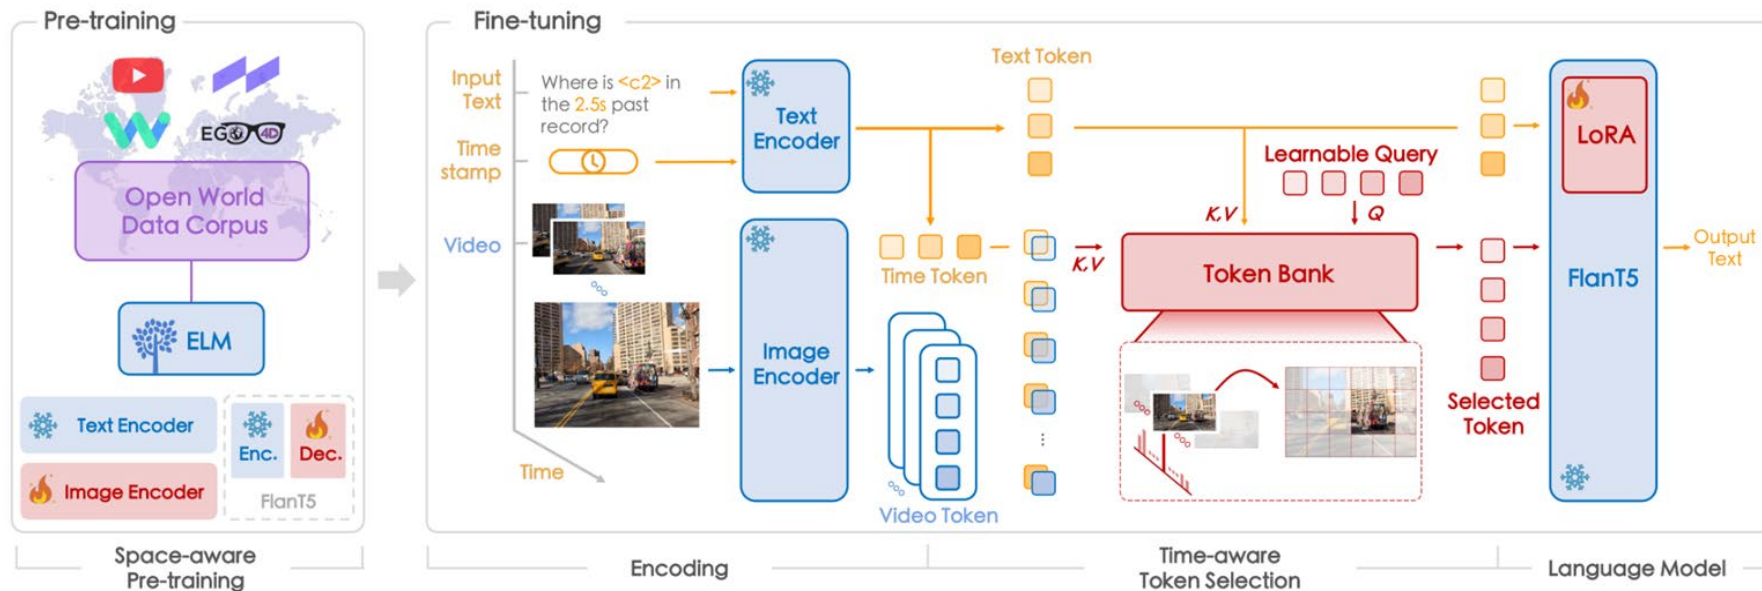 Pre-training
EGO4D
Open World
Data Corpus
ELM
Text Encoder
Image Encoder
Enc.
Dec.
FlanT5
Space-aware
Pre-training
Fine-tuning
Input
Text
Where is <c2> in
the 2.5s past
record?
Time
stamp
Video
Time
Text
Encoder
Image
Encoder
Text Token
Time Token
Video Token
Learnable Query
K,V
Q
K,V
Token Bank
Selected
Token
LoRA
FlanT5
Output
Text
Encoding
Time-aware
Token Selection
Language Model